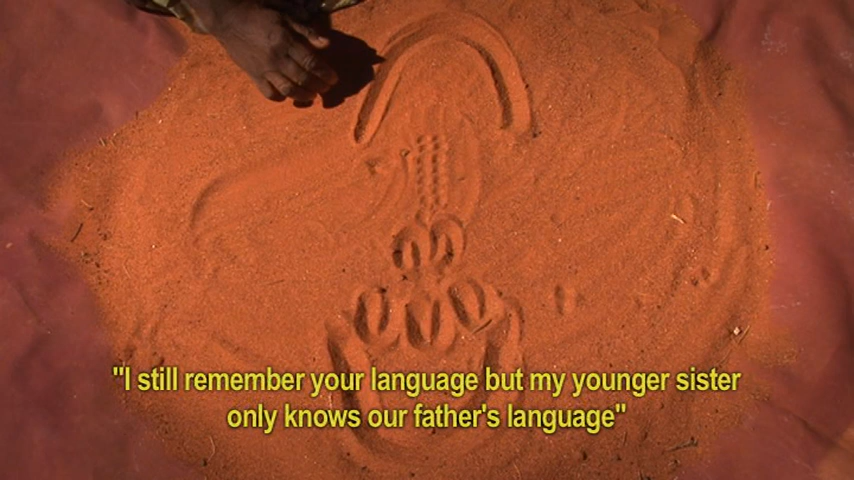 "I still remember your language but my younger sister
only knows our father's language"